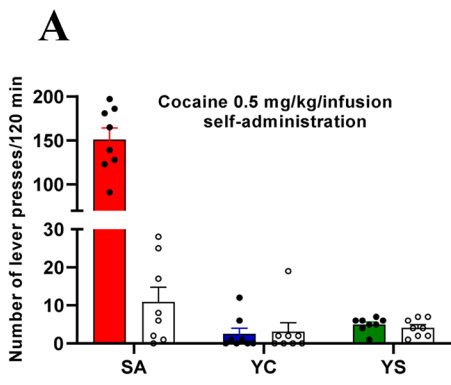 A
Cocaine 0.5 mg/kg/infusion
self-administration
Number of lever presses/120 min
200
150
100
30
20
10
0
SA
YC
YS